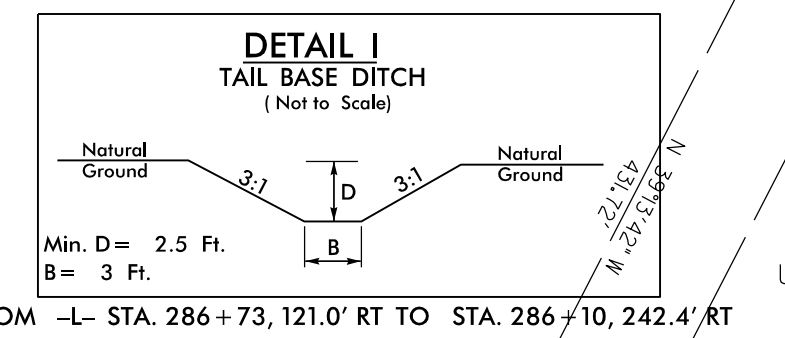 DETAIL I
TAIL BASE DITCH
( Not to Scale)
Natural
Ground
3:1
D
3:1
Natural
Ground
B
Min. D= 2.5 Ft.
B= 3 Ft.
N 39°13'42" W
431.72'
-L- STA. 286+73, 121.0' RT TO STA. 286+10, 242.4' RT